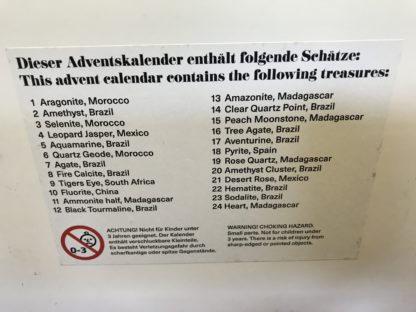 Dieser Adventskalender enthält folgende Schätze:
This advent calendar contains the following treasures:
1 Aragonite, Morocco
2 Amethyst, Brazil
3 Selenite, Morocco
4 Leopard Jasper, Mexico
5 Aquamarine, Brazil
6 Quartz Geode, Morocco
7 Agate, Brazil
8 Fire Calcite, Brazil
9 Tigers Eye, South Africa
10 Fluorite, China
11 Ammonite half, Madagascar
12 Black Tourmaline, Brazil
13 Amazonite, Madagascar
14 Clear Quartz Point, Brazil
15 Peach Moonstone, Madagascar
16 Tree Agate, Brazil
17 Aventurine, Brazil
18 Pyrite, Spain
19 Rose Quartz, Madagascar
20 Amethyst Cluster, Brazil
21 Desert Rose, Mexico
22 Hematite, Brazil
23 Sodalite, Brazil
24 Heart, Madagascar
0-3
ACHTUNG! Nicht für Kinder unter
3 Jahren geeignet. Der Kalender
enthält verschluckbare Kleinteile.
Es besteht Verletzungsgefahr durch
scharfkantige oder spitze Gegenstände.
WARNING! CHOKING HAZARD.
Small parts. Not for children under
3 years. There is a risk of injury from
sharp-edged or pointed objects.